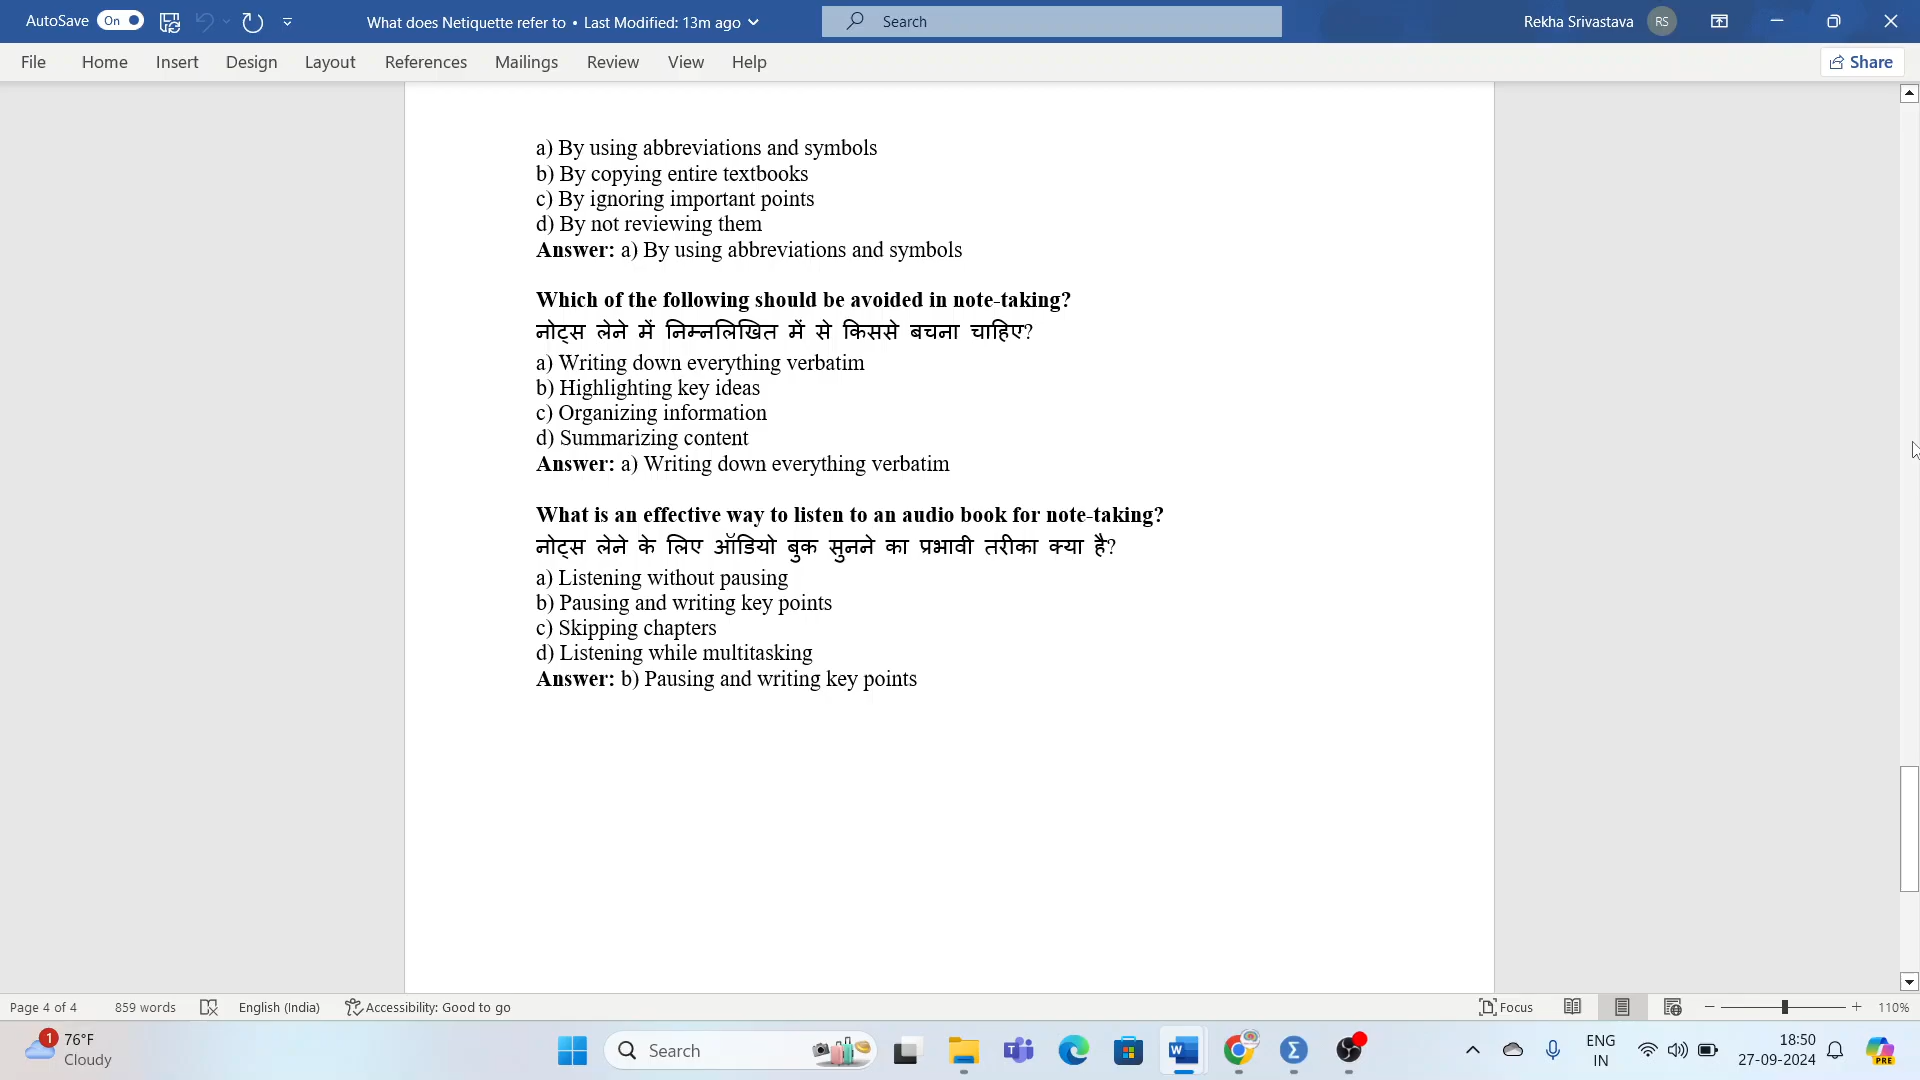 AutoSave On What does Netiquette refer to • Last Modified: 13m ago Search Rekha Srivastava RS
File Home Insert Design Layout References Mailings Review View Help Share
a) By using abbreviations and symbols
b) By copying entire textbooks
c) By ignoring important points
d) By not reviewing them
Answer: a) By using abbreviations and symbols
Which of the following should be avoided in note-taking?
नोट्स लेने में निम्नलिखित में से किससे बचना चाहिए?
a) Writing down everything verbatim
b) Highlighting key ideas
c) Organizing information
d) Summarizing content
Answer: a) Writing down everything verbatim
What is an effective way to listen to an audio book for note-taking?
नोट्स लेने के लिए ऑडियो बुक सुनने का प्रभावी तरीका क्या है?
a) Listening without pausing
b) Pausing and writing key points
c) Skipping chapters
d) Listening while multitasking
Answer: b) Pausing and writing key points
Page 4 of 4 859 words English (India) Accessibility: Good to go Focus 110%
1 76°F Search ENG 18:50
Cloudy IN 27-09-2024 PRE